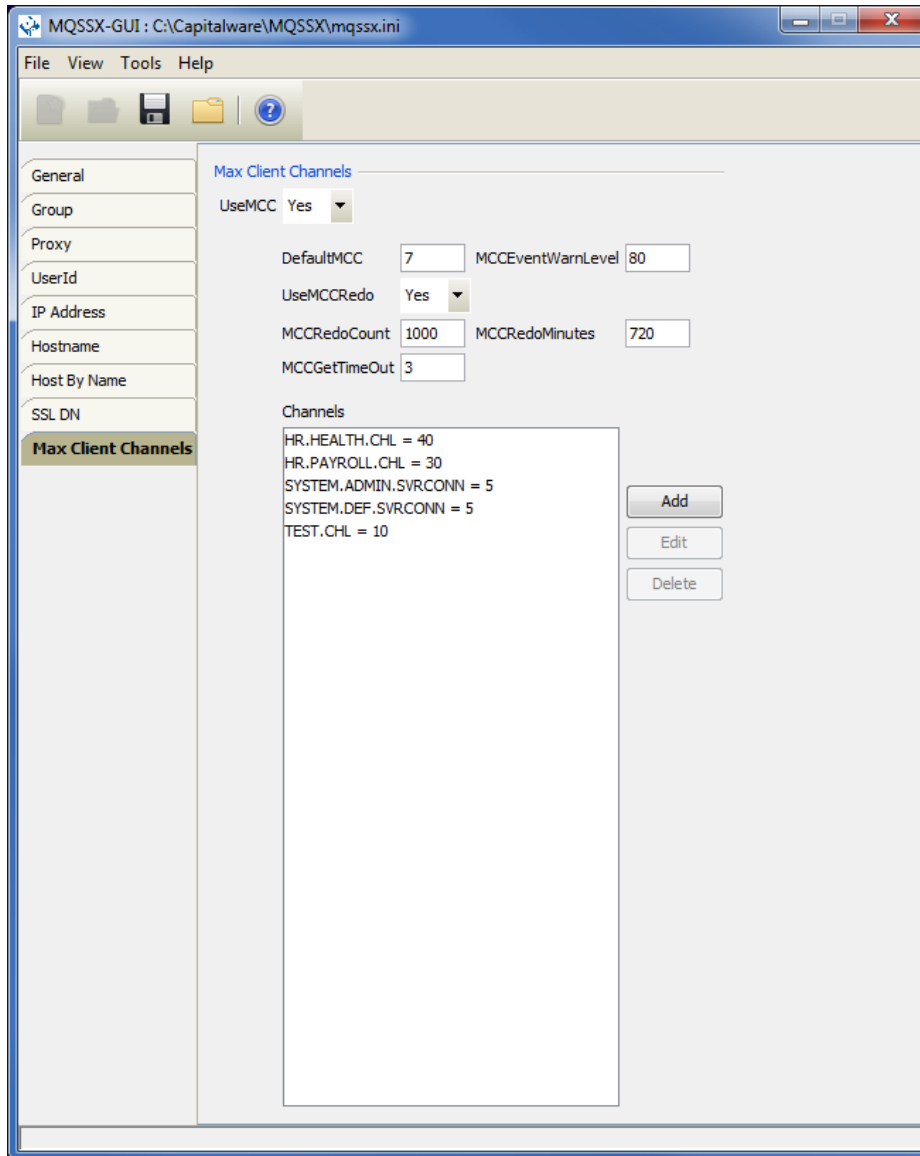 MQSSX-GUI : C:\Capitalware\MQSSX\mqssx.ini
File View Tools Help
General
Group
Proxy
UserId
IP Address
Hostname
Host By Name
SSL DN
Max Client Channels
Max Client Channels
UseMCC Yes
DefaultMCC 7 MCCEventWarnLevel 80
UseMCCRedo Yes
MCCRedoCount 1000 MCCRedoMinutes 720
MCCGetTimeOut 3
Channels
HR.HEALTH.CHL = 40
HR.PAYROLL.CHL = 30
SYSTEM.ADMIN.SVRCONN = 5
SYSTEM.DEF.SVRCONN = 5
TEST.CHL = 10
Add
Edit
Delete